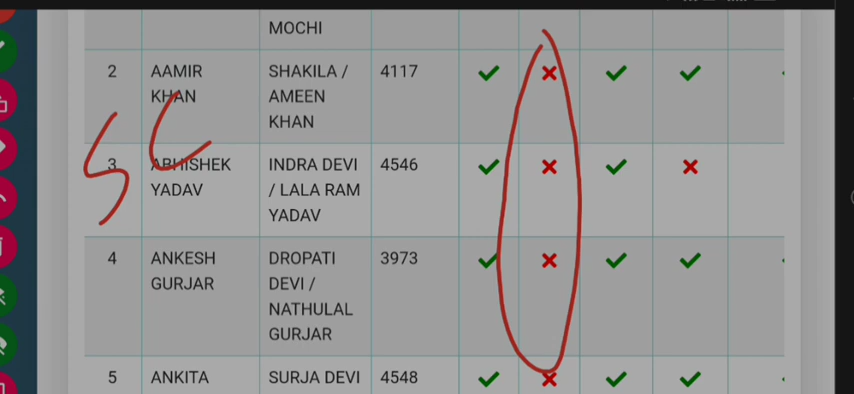 MOCHI
2 AAMIR SHAKILA / 4117 ✓ ✗ ✓ ✓
KHAN AMEEN
KHAN
3 ABHISHEK INDRA DEVI 4546 ✓ ✗ ✓ ✗
YADAV / LALA RAM
YADAV
4 ANKESH DROPATI 3973 ✓ ✗ ✓ ✓
GURJAR DEVI /
NATHULAL
GURJAR
5 ANKITA SURJA DEVI 4548 ✓ ✗ ✓ ✓
SC